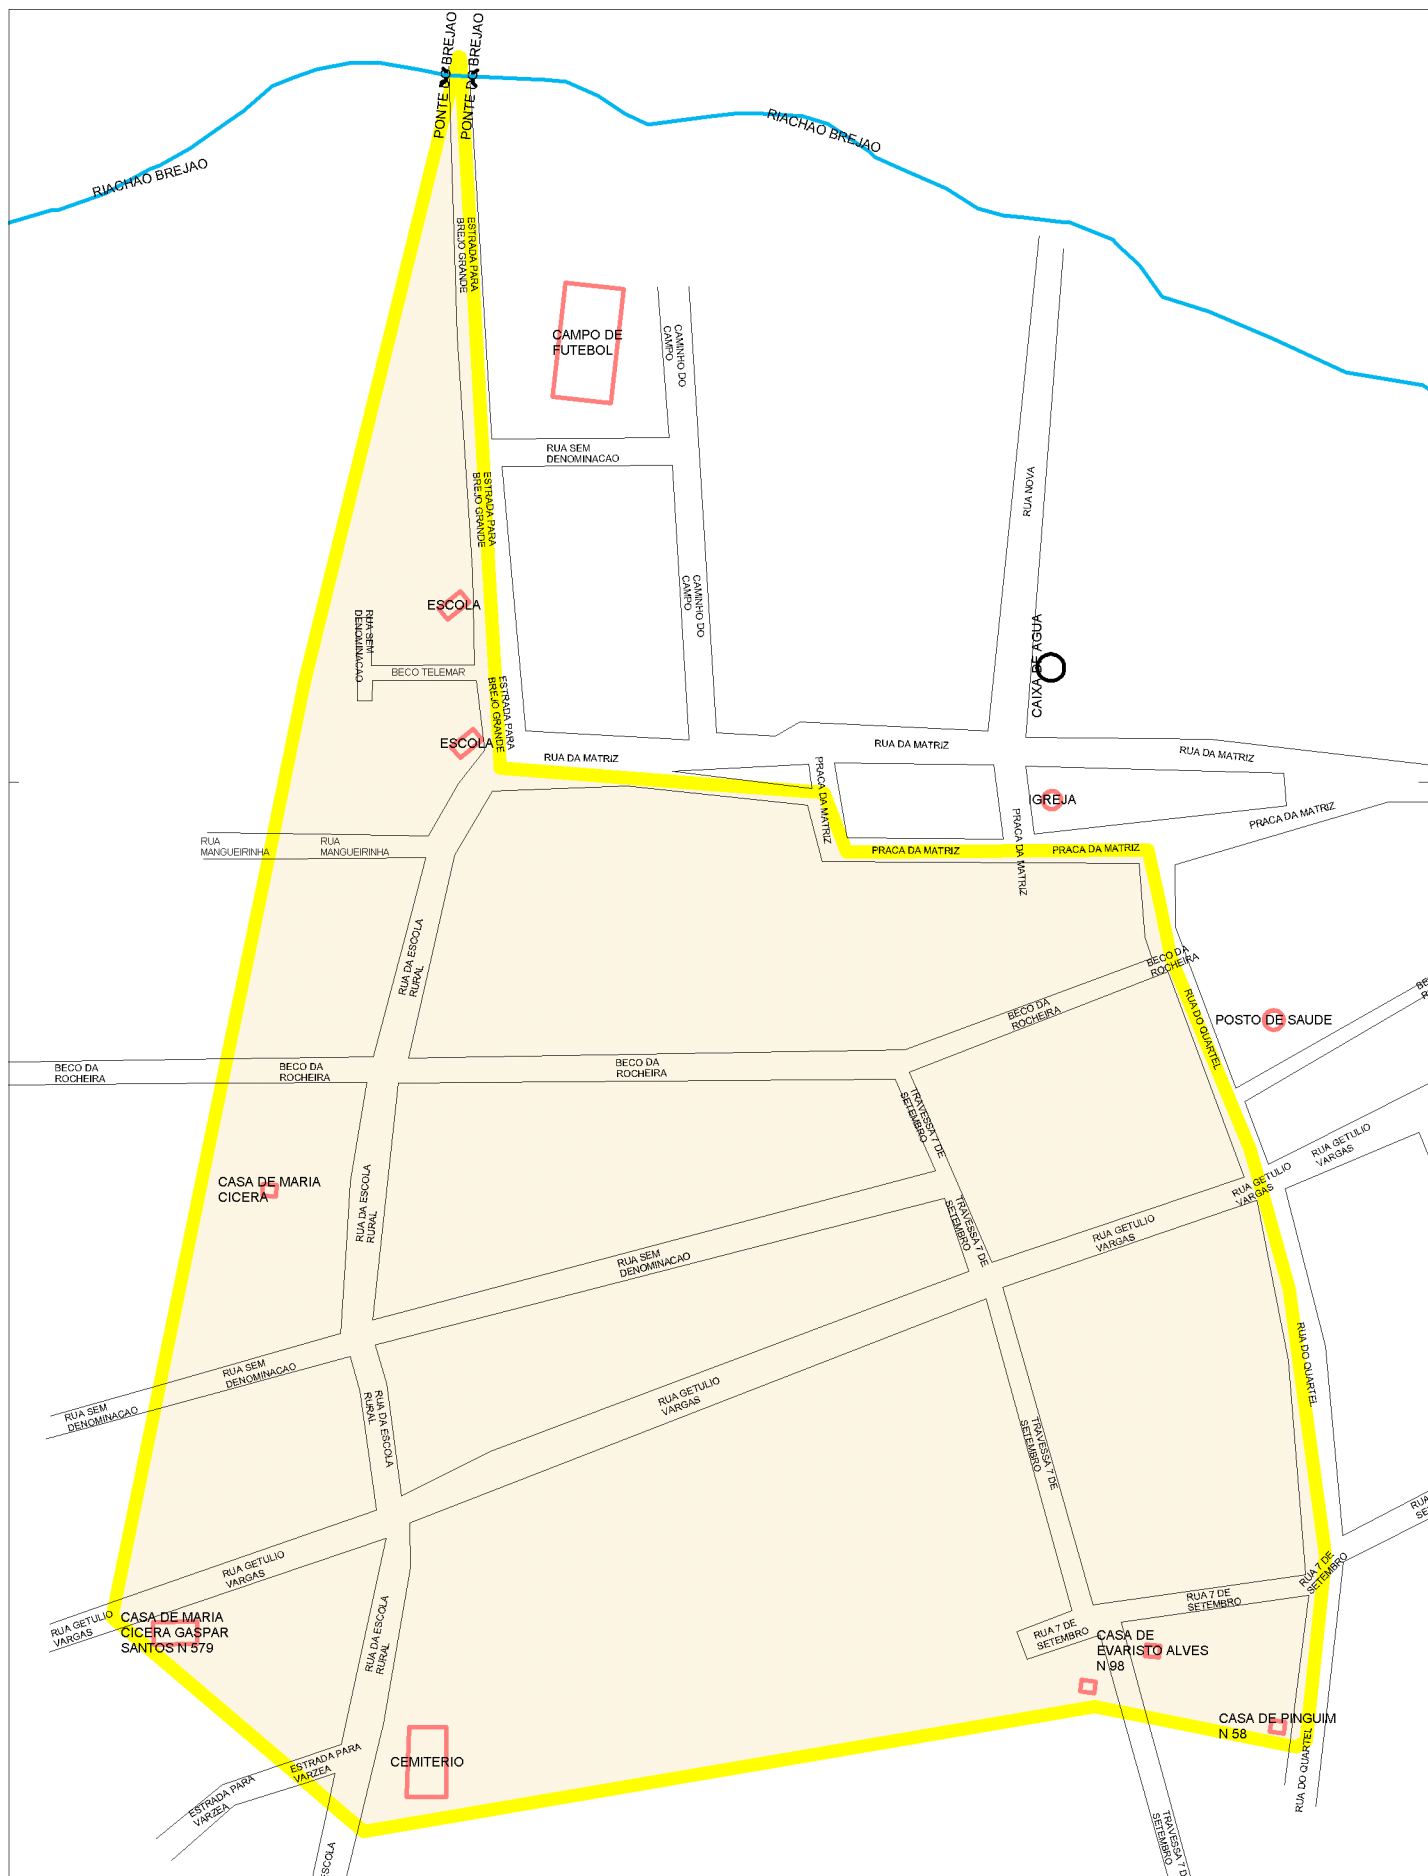 PONTE DO BREJAO
PONTE DO BREJAO
RIACHAO BREJAO
RIACHAO BREJAO
ESTRADA PARA
BREJO GRANDE
CAMPO DE
FUTEBOL
CAMINHO DO
CAMPO
RUA SEM
DENOMINACAO
ESTRADA PARA
BREJO GRANDE
RUA NOVA
ESCOLA
CAMINHO DO
CAMPO
RUA SEM
DENOMINACAO
BECO TELEMAR
CAIXA DE AGUA
ESTRADA PARA
BREJO GRANDE
ESCOLA
RUA DA MATRIZ
RUA DA MATRIZ
RUA DA MATRIZ
PRACA DA MATRIZ
IGREJA
PRACA DA MATRIZ
RUA
MANGUEIRINHA
RUA
MANGUEIRINHA
PRACA DA MATRIZ
PRACA DA MATRIZ
PRACA DA MATRIZ
RUA DA ESCOLA
RURAL
BECO DA
ROCHEIRA
BECO DA
ROCHEIRA
RUA DO QUARTEL
POSTO DE SAUDE
BECO DA
ROCHEIRA
BECO DA
ROCHEIRA
BECO DA
ROCHEIRA
TRAVESSA 7 DE
SETEMBRO
RUA GETULIO
VARGAS
CASA DE MARIA
CICERA
RUA DA ESCOLA
RURAL
RUA GETULIO
VARGAS
TRAVESSA 7 DE
SETEMBRO
RUA GETULIO
VARGAS
RUA SEM
DENOMINACAO
RUA SEM
DENOMINACAO
RUA DO QUARTEL
RUA SEM
DENOMINACAO
RUA DA ESCOLA
RURAL
RUA GETULIO
VARGAS
TRAVESSA 7 DE
SETEMBRO
RUA
SE
RUA GETULIO
VARGAS
RUA 7 DE
SETEMBRO
RUA 7 DE
SETEMBRO
RUA GETULIO
VARGAS
CASA DE MARIA
CICERA GASPAR
SANTOS N 579
RUA DA ESCOLA
RURAL
RUA 7 DE
SETEMBRO
CASA DE
EVARISTO ALVES
N 98
CASA DE PINGUIM
N 58
RUA DO QUARTEL
CEMITERIO
ESTRADA PARA
VARZEA
ESTRADA PARA
VARZEA
TRAVESSA 7 D
SETEMBRO
SCOLA